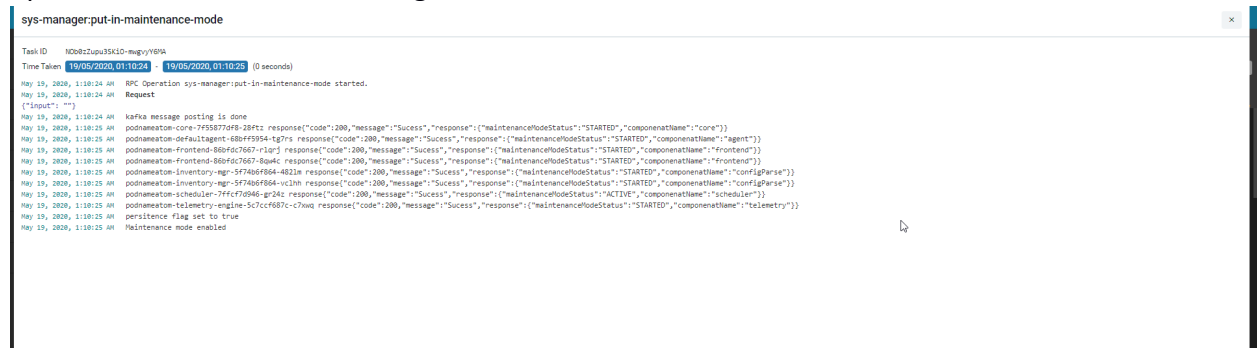 sys-manager:put-in-maintenance-mode
×
Task ID NOb0zZupu3SKiO-mwgvyY6MA
Time Taken 19/05/2020, 01:10:24 - 19/05/2020, 01:10:25 (0 seconds)
May 19, 2020, 1:10:24 AM RPC Operation sys-manager:put-in-maintenance-mode started.
May 19, 2020, 1:10:24 AM Request
{"input": ""}
May 19, 2020, 1:10:24 AM kafka message posting is done
May 19, 2020, 1:10:25 AM podnameatom-core-7f55877df8-28ftz response{"code":200,"message":"Sucess","response":{"maintenanceModeStatus":"STARTED","componenatName":"core"}}
May 19, 2020, 1:10:25 AM podnameatom-defaultagent-68bff5954-tg7rs response{"code":200,"message":"Sucess","response":{"maintenanceModeStatus":"STARTED","componenatName":"agent"}}
May 19, 2020, 1:10:25 AM podnameatom-frontend-86bfdc7667-rlqrj response{"code":200,"message":"Sucess","response":{"maintenanceModeStatus":"STARTED","componenatName":"frontend"}}
May 19, 2020, 1:10:25 AM podnameatom-frontend-86bfdc7667-8qw4c response{"code":200,"message":"Sucess","response":{"maintenanceModeStatus":"STARTED","componenatName":"frontend"}}
May 19, 2020, 1:10:25 AM podnameatom-inventory-mgr-5f74b6f864-482lm response{"code":200,"message":"Sucess","response":{"maintenanceModeStatus":"STARTED","componenatName":"configParse"}}
May 19, 2020, 1:10:25 AM podnameatom-inventory-mgr-5f74b6f864-vclhh response{"code":200,"message":"Sucess","response":{"maintenanceModeStatus":"STARTED","componenatName":"configParse"}}
May 19, 2020, 1:10:25 AM podnameatom-scheduler-7ffcf7d946-gr24z response{"code":200,"message":"Sucess","response":{"maintenanceModeStatus":"ACTIVE","componenatName":"scheduler"}}
May 19, 2020, 1:10:25 AM podnameatom-telemetry-engine-5c7ccf687c-c7xwq response{"code":200,"message":"Sucess","response":{"maintenanceModeStatus":"STARTED","componenatName":"telemetry"}}
May 19, 2020, 1:10:25 AM persitence flag set to true
May 19, 2020, 1:10:25 AM Maintenance mode enabled